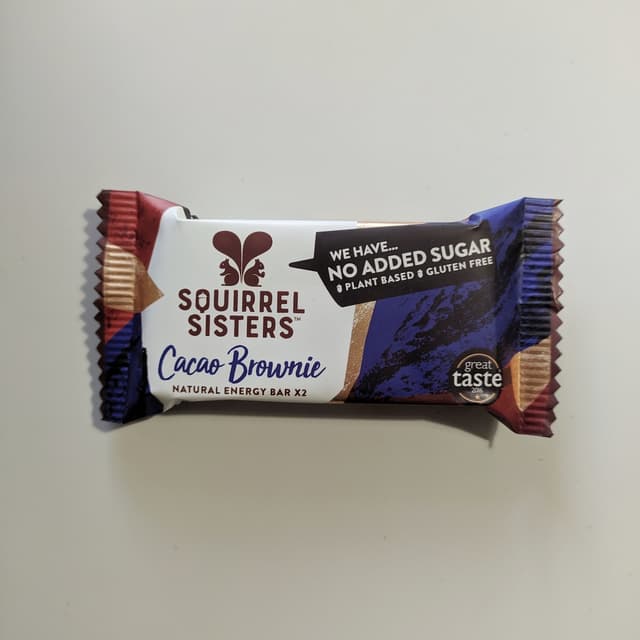 SQUIRREL
SISTERS™
Cacao Brownie
NATURAL ENERGY BAR X2
WE HAVE...
NO ADDED SUGAR
PLANT BASED GLUTEN FREE
great
taste
2016